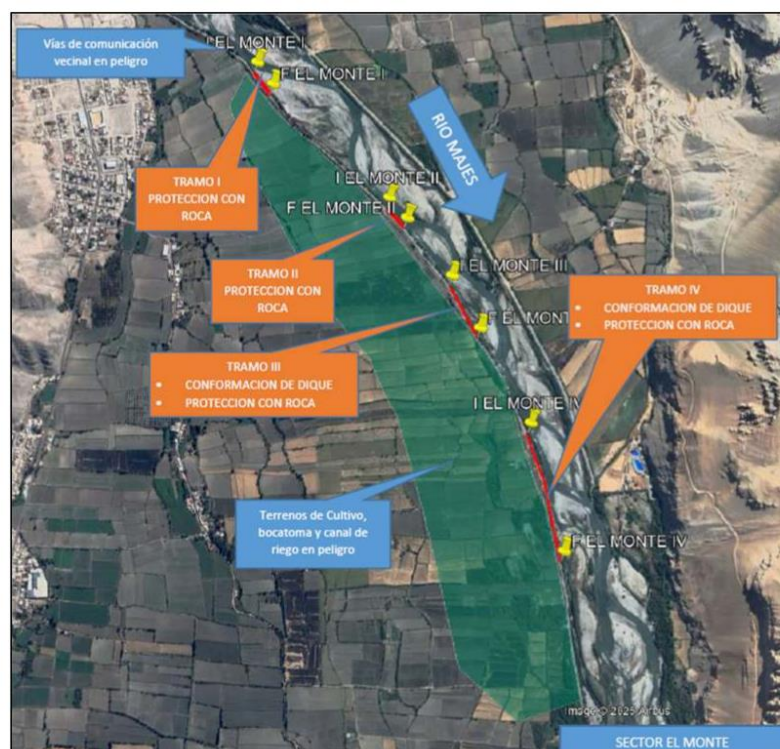 Vías de comunicación
vecinal en peligro
I EL MONTE I
F EL MONTE I
RIO MAJES
TRAMO I
PROTECCION CON
ROCA
I EL MONTE II
F EL MONTE II
TRAMO II
PROTECCION CON
ROCA
I EL MONTE III
TRAMO IV
• CONFORMACION DE DIQUE
• PROTECCION CON ROCA
F EL MONT
TRAMO III
• CONFORMACION DE DIQUE
• PROTECCION CON ROCA
I EL MONTE IV
Terrenos de Cultivo,
bocatoma y canal de
riego en peligro
F EL MONTE IV
Image © 2025 Airbus
SECTOR EL MONTE